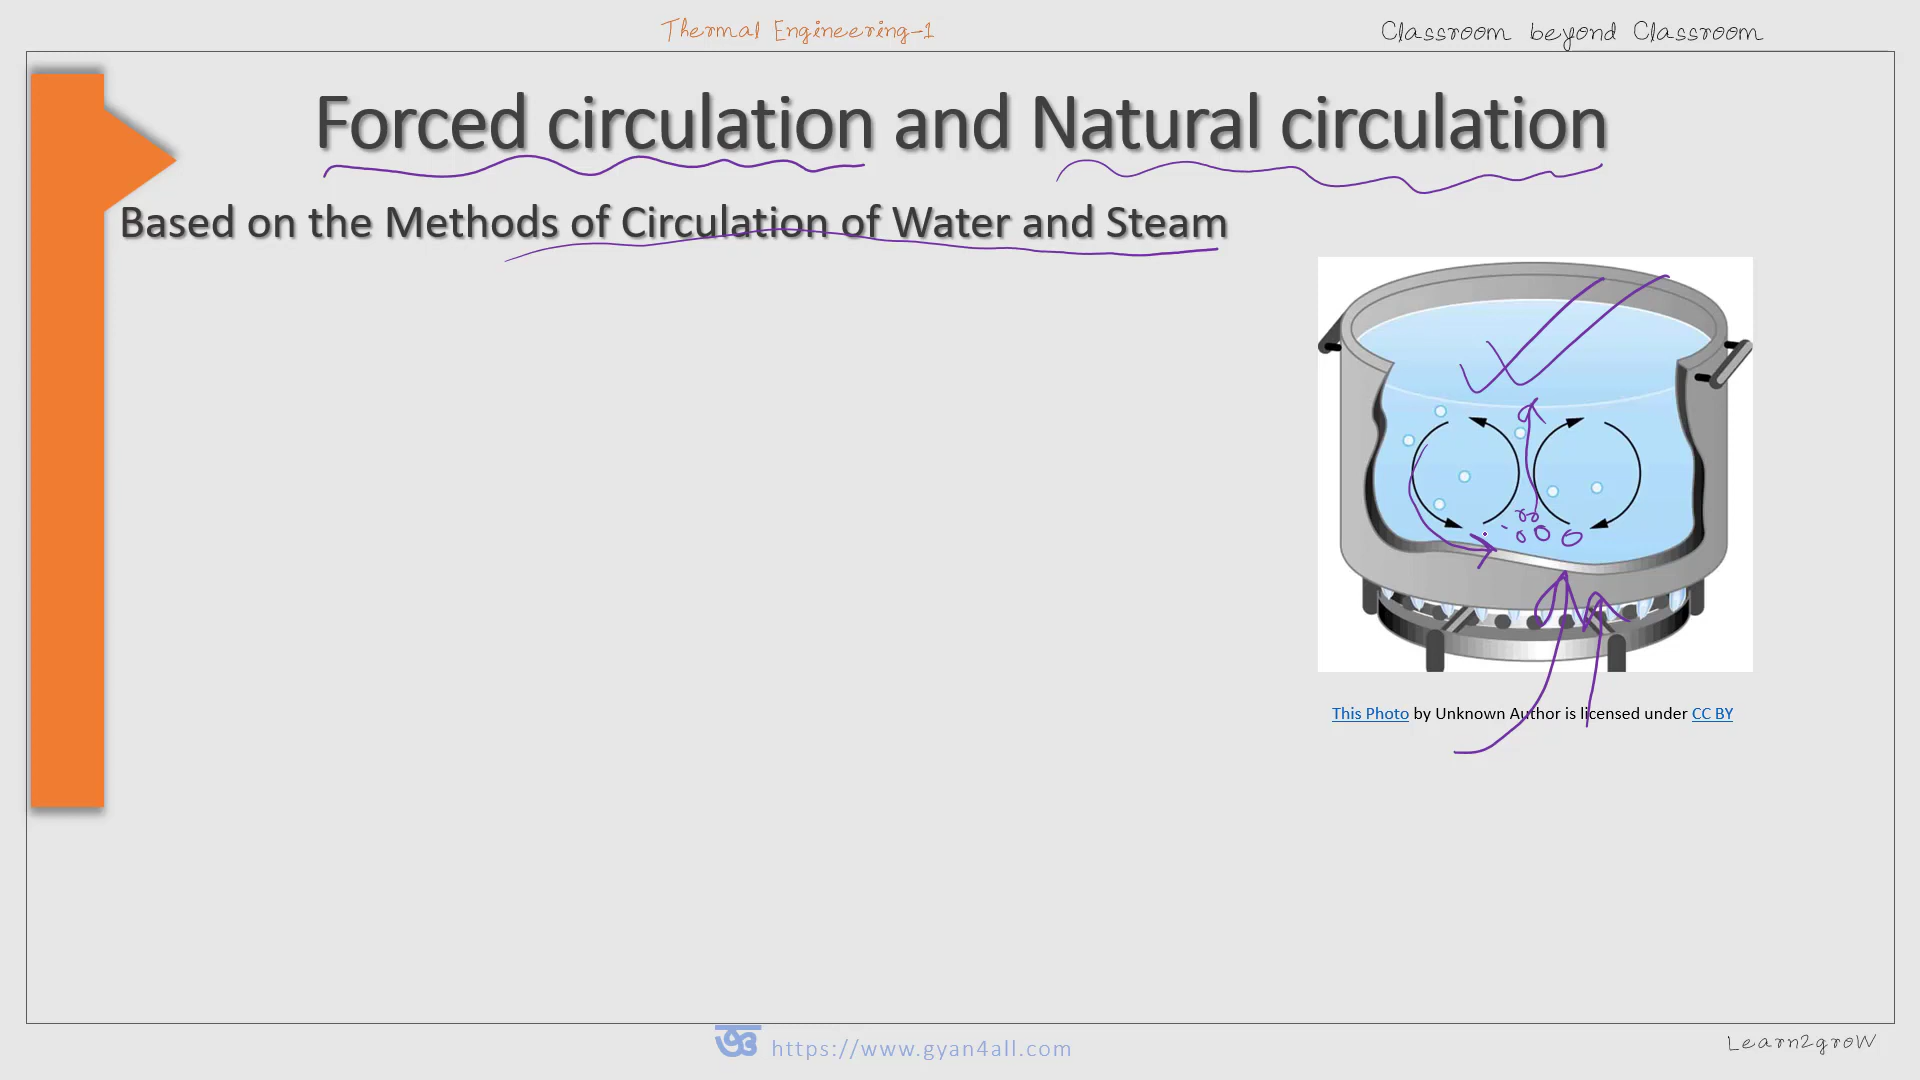 Thermal Engineering-1
Classroom beyond Classroom
Forced circulation and Natural circulation
Based on the Methods of Circulation of Water and Steam
This Photo by Unknown Author is licensed under CC BY
https://www.gyan4all.com
Learn2groW